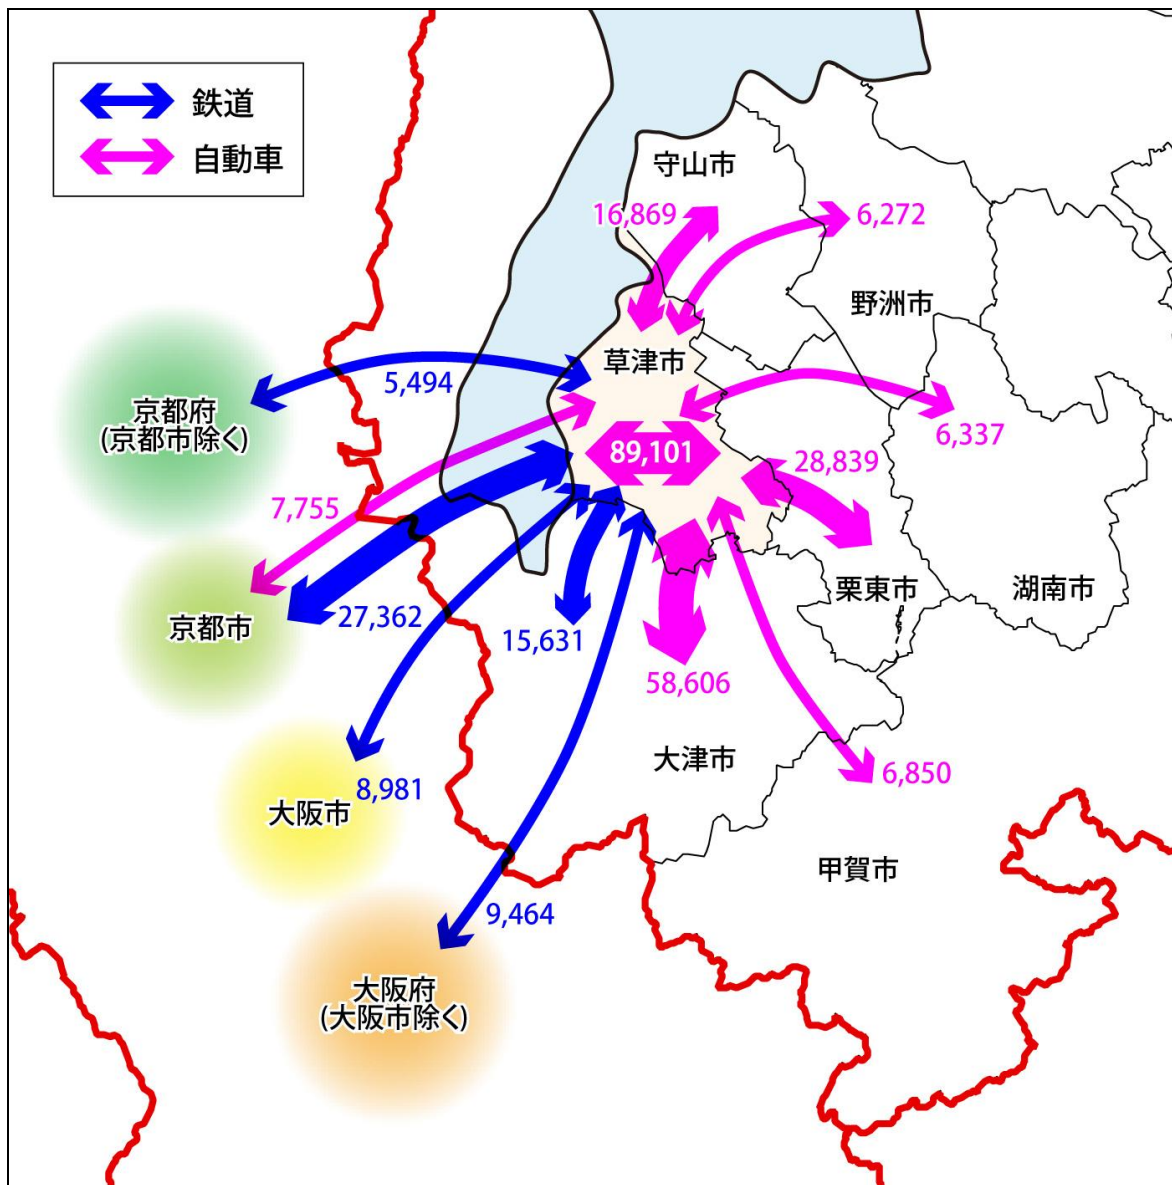 鉄道
自動車
守山市
16,869
6,272
野洲市
草津市
5,494
京都府
(京都市除く)
6,337
89,101
28,839
7,755
栗東市
湖南市
27,362
京都市
15,631
58,606
大津市
6,850
8,981
大阪市
甲賀市
9,464
大阪府
(大阪市除く)